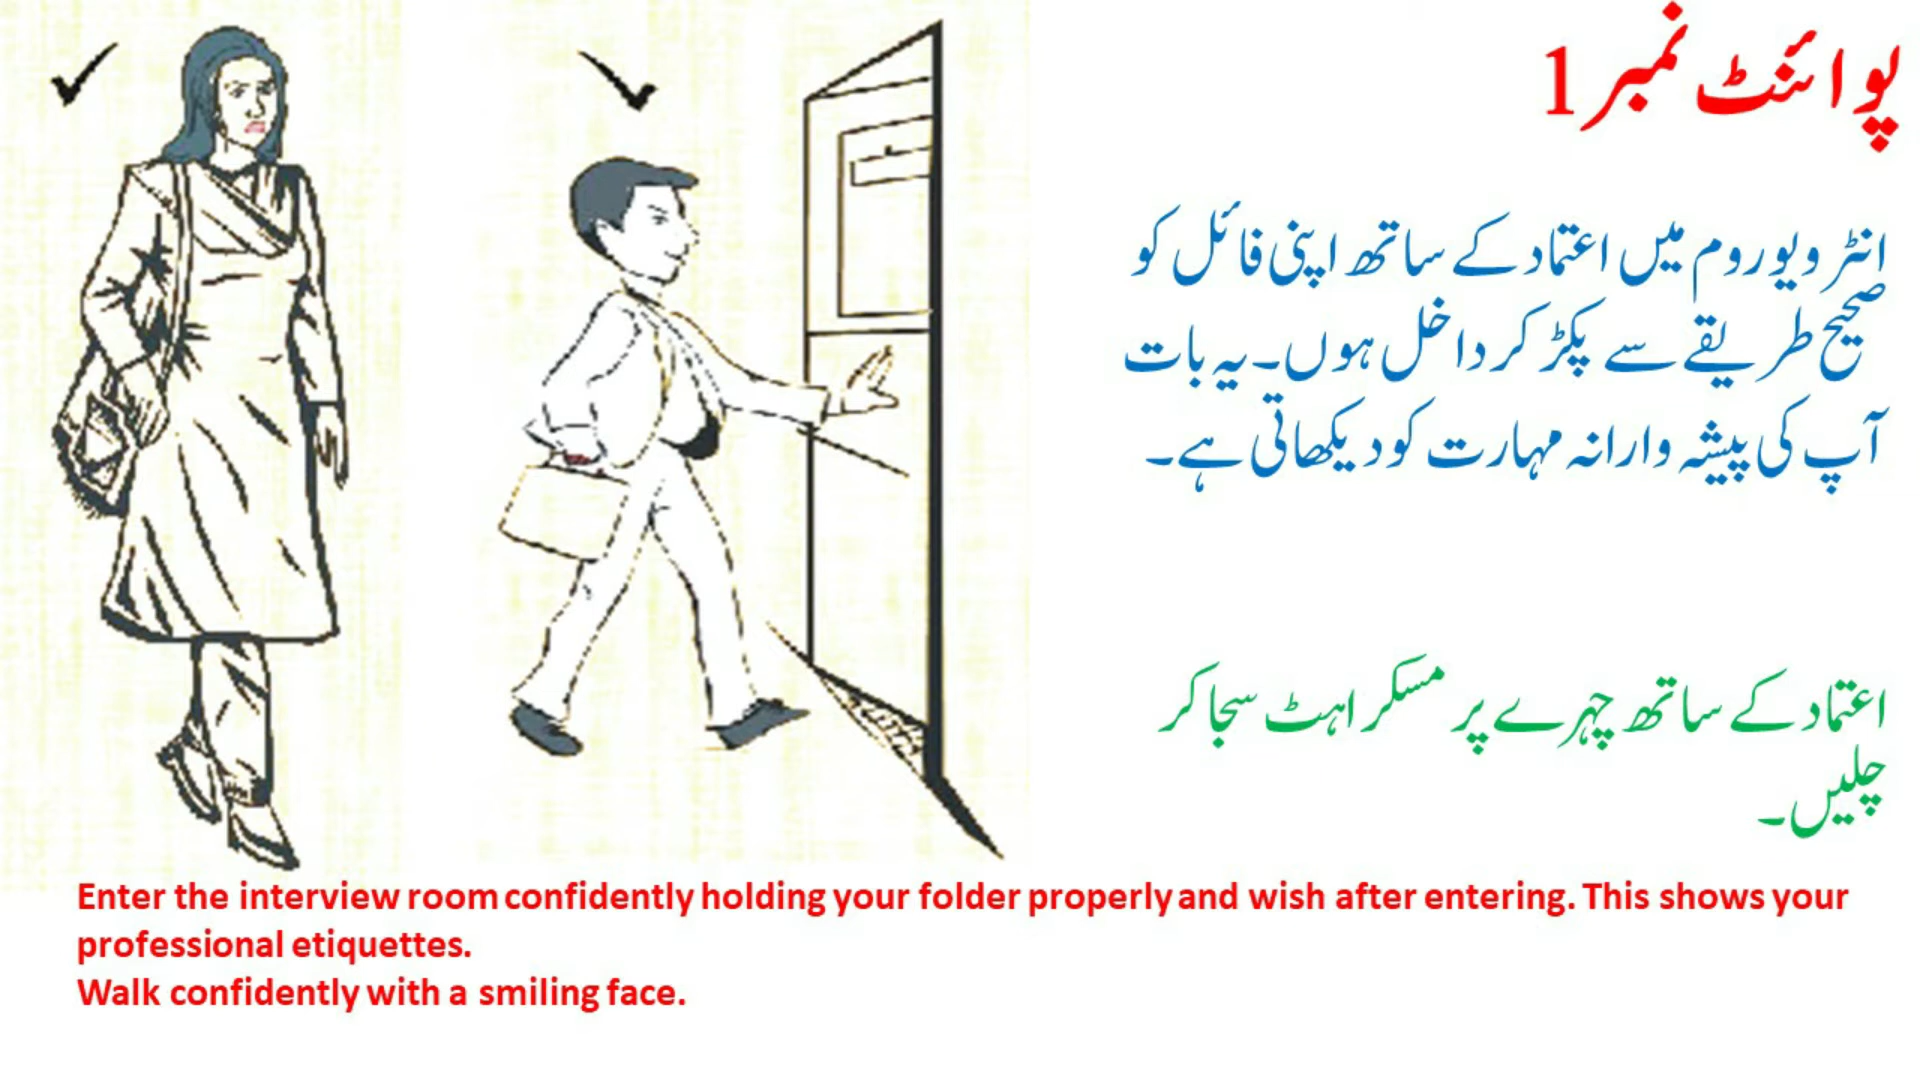 پوائنٹ نمبر 1
انٹرویوروم میں اعتماد کے ساتھ اپنی فائل کو
صحیح طریقے سے پکڑ کر داخل ہوں۔ یہ بات
آپ کی پیشہ وارانہ مہارت کو دیکھاتی ہے۔
اعتماد کے ساتھ چہرے پر مسکراہٹ سجا کر
چلیں۔
Enter the interview room confidently holding your folder properly and wish after entering. This shows your
professional etiquettes.
Walk confidently with a smiling face.